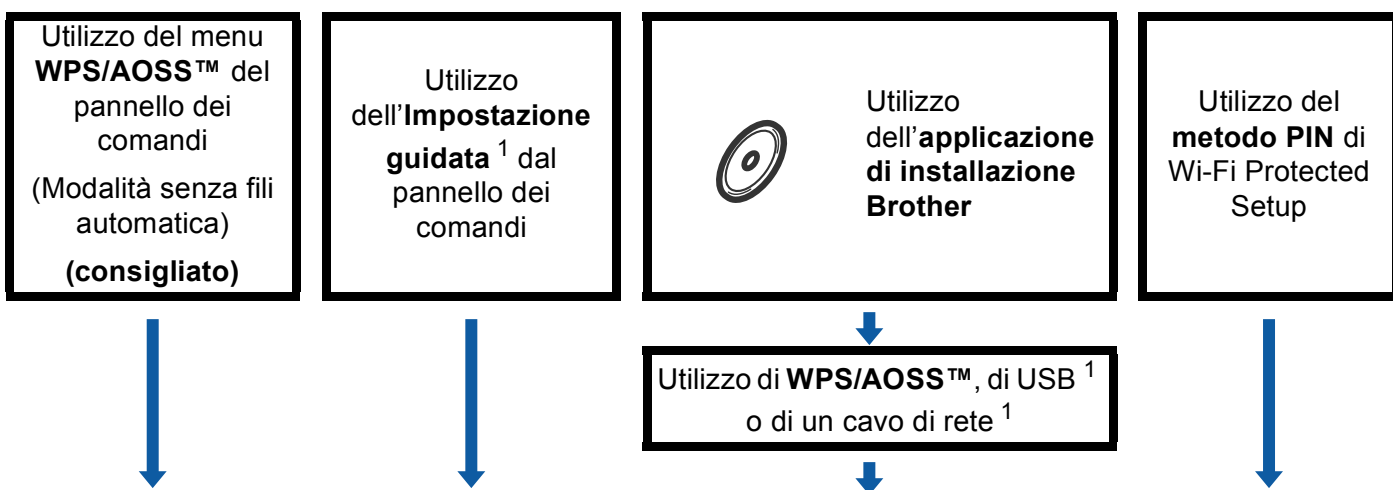 Utilizzo del menu
WPS/AOSS™ del
pannello dei
comandi
(Modalità senza fili
automatica)
(consigliato)
Utilizzo
dell’Impostazione
guidata 1 dal
pannello dei
comandi
Utilizzo
dell’applicazione
di installazione
Brother
Utilizzo del
metodo PIN di
Wi-Fi Protected
Setup
Utilizzo di WPS/AOSS™, di USB 1
o di un cavo di rete 1